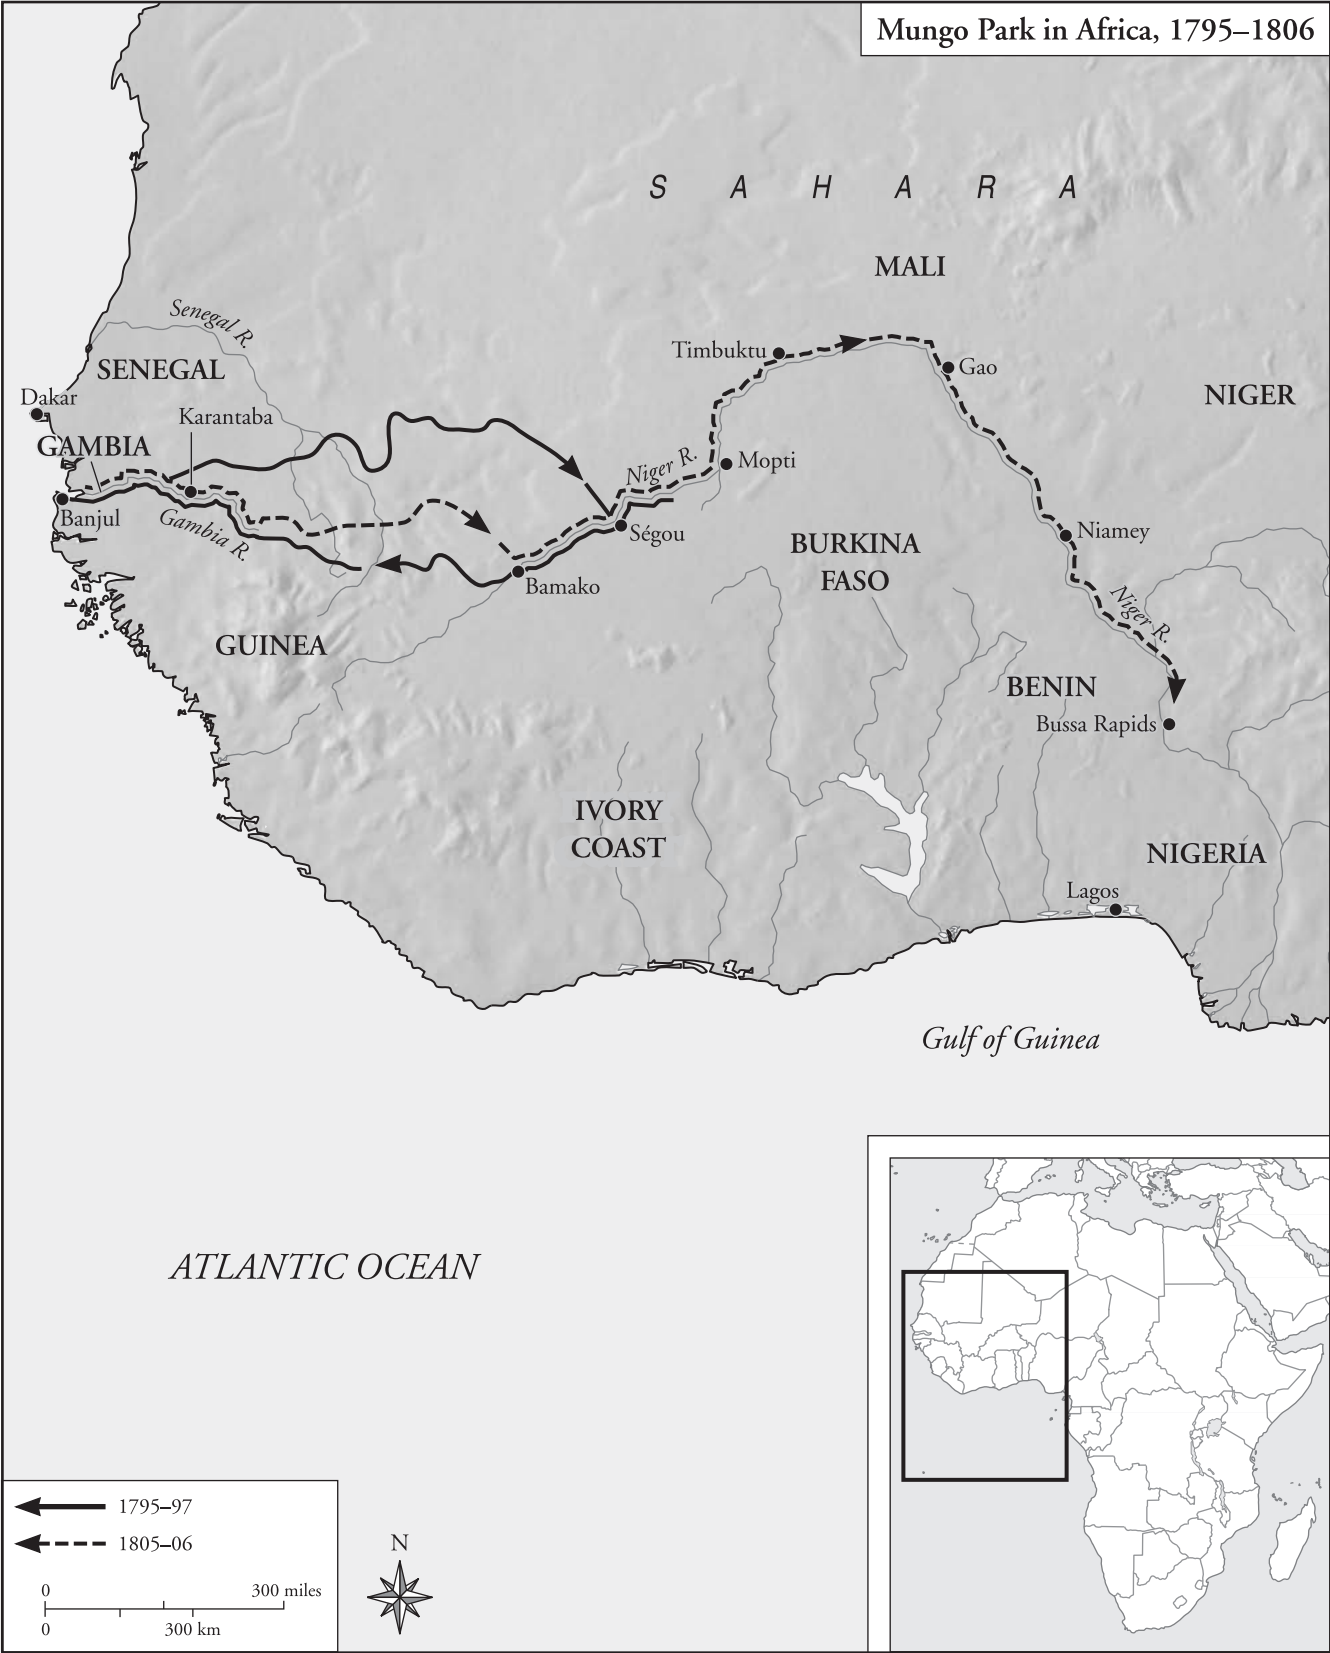 Mungo Park in Africa, 1795–1806
S A H A R A
MALI
Senegal R.
SENEGAL
Timbuktu
Gao
NIGER
Dakar
Karantaba
GAMBIA
Niger R.
Mopti
Banjul
Gambia R.
Ségou
Niamey
BURKINA
FASO
Bamako
Niger R.
GUINEA
BENIN
Bussa Rapids
IVORY
COAST
NIGERIA
Lagos
Gulf of Guinea
ATLANTIC OCEAN
1795–97
1805–06
N
0 300 miles
0 300 km